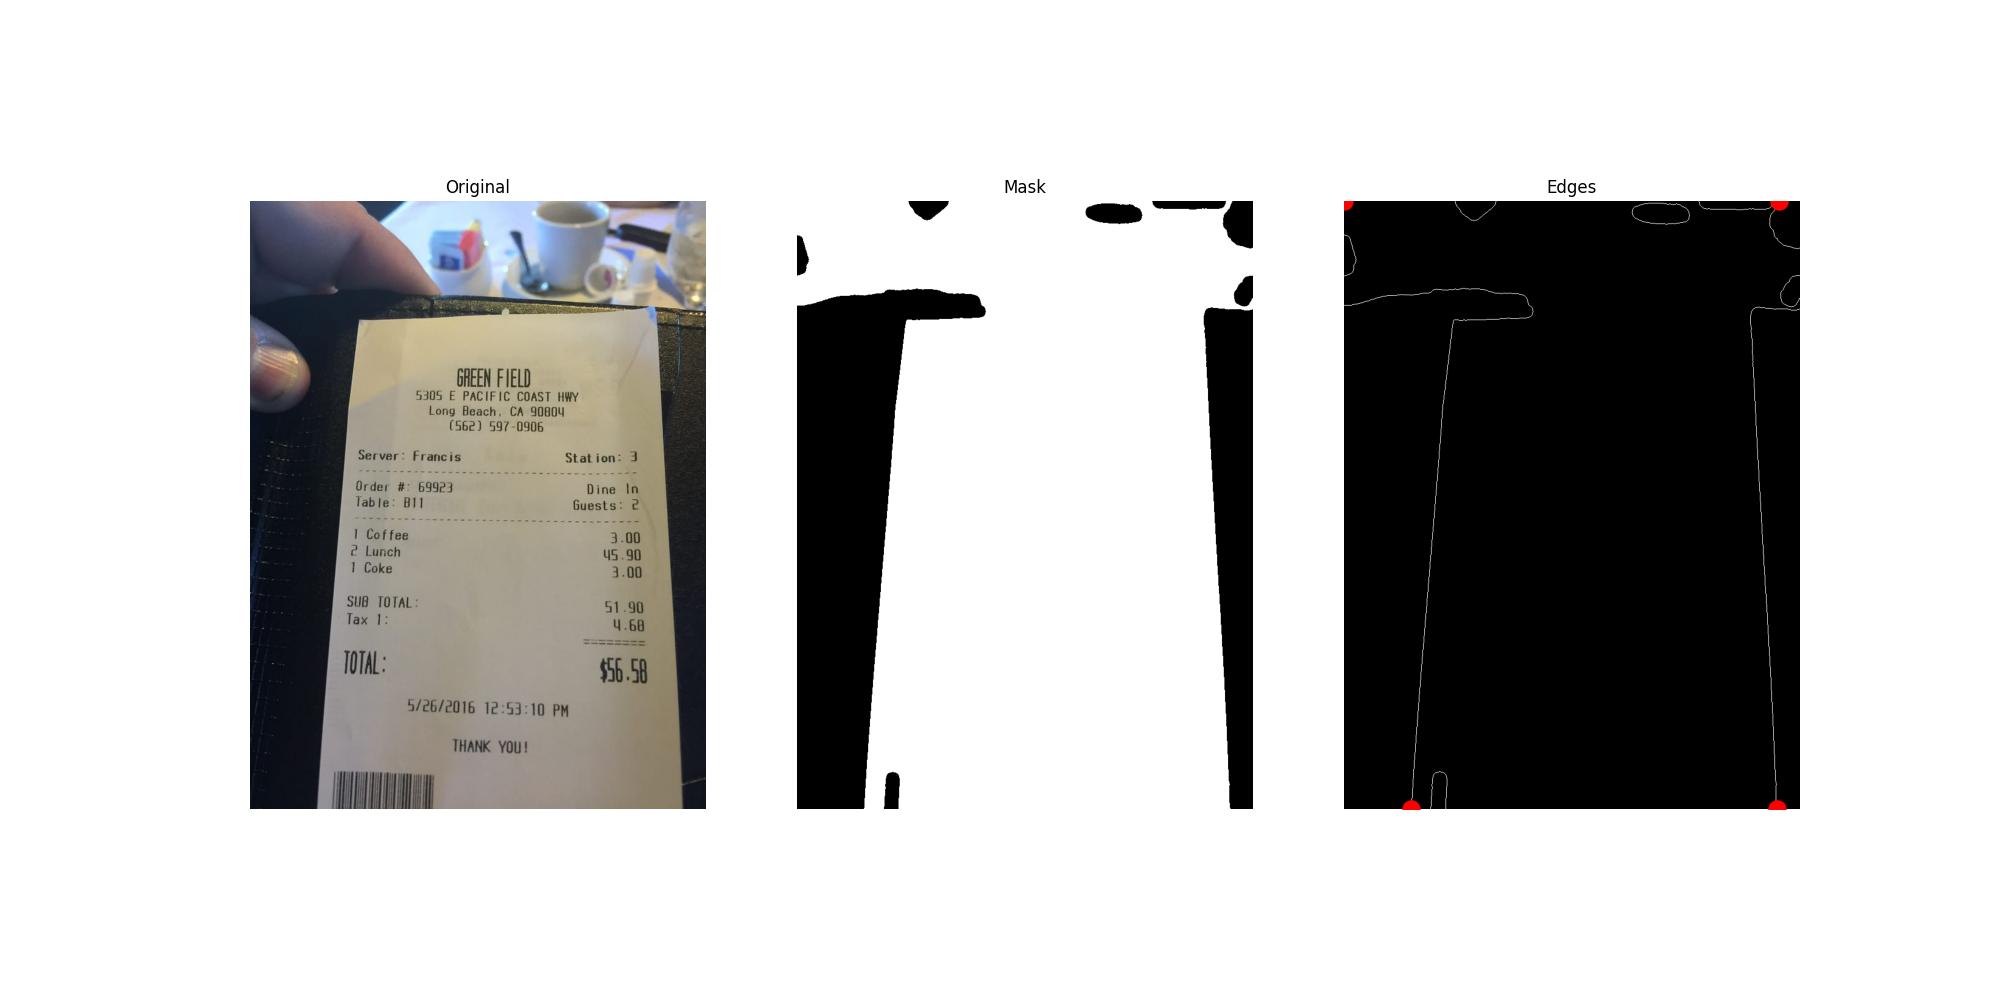 Original
Mask
Edges
GREEN FIELD
5305 E PACIFIC COAST HWY
Long Beach, CA 90804
(562) 597-0906
Server: Francis Station: 3
Order #: 69923 Dine In
Table: B11 Guests: 2
1 Coffee 3.00
2 Lunch 45.90
1 Coke 3.00
SUB TOTAL: 51.90
Tax 1: 4.68
TOTAL: $56.58
5/26/2016 12:53:10 PM
THANK YOU!